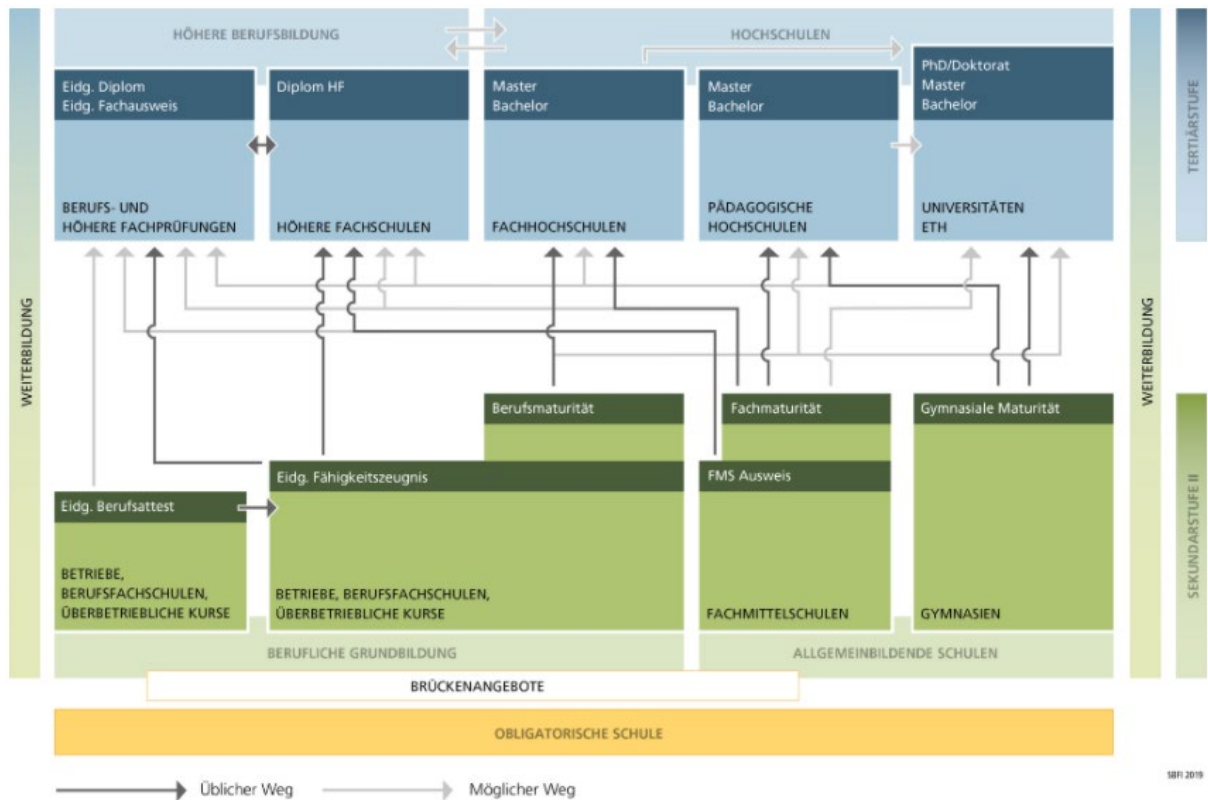 HÖHERE BERUFSBILDUNG
HOCHSCHULEN
Eidg. Diplom
Eidg. Fachausweis
Diplom HF
Master
Bachelor
Master
Bachelor
PhD/Doktorat
Master
Bachelor
BERUFS- UND
HÖHERE FACHPRÜFUNGEN
HÖHERE FACHSCHULEN
FACHHOCHSCHULEN
PÄDAGOGISCHE
HOCHSCHULEN
UNIVERSITÄTEN
ETH
TERTIÄRSTUFE
WEITERBILDUNG
WEITERBILDUNG
Berufsmaturität
Fachmaturität
Gymnasiale Maturität
Eidg. Fähigkeitszeugnis
FMS Ausweis
Eidg. Berufsattest
BETRIEBE,
BERUFSFACHSCHULEN,
ÜBERBETRIEBLICHE KURSE
BETRIEBE, BERUFSFACHSCHULEN,
ÜBERBETRIEBLICHE KURSE
FACHMITTELSCHULEN
GYMNASIEN
SEKUNDARSTUFE II
BERUFLICHE GRUNDBILDUNG
ALLGEMEINBILDENDE SCHULEN
BRÜCKENANGEBOTE
OBLIGATORISCHE SCHULE
Üblicher Weg
Möglicher Weg
SBFI 2019